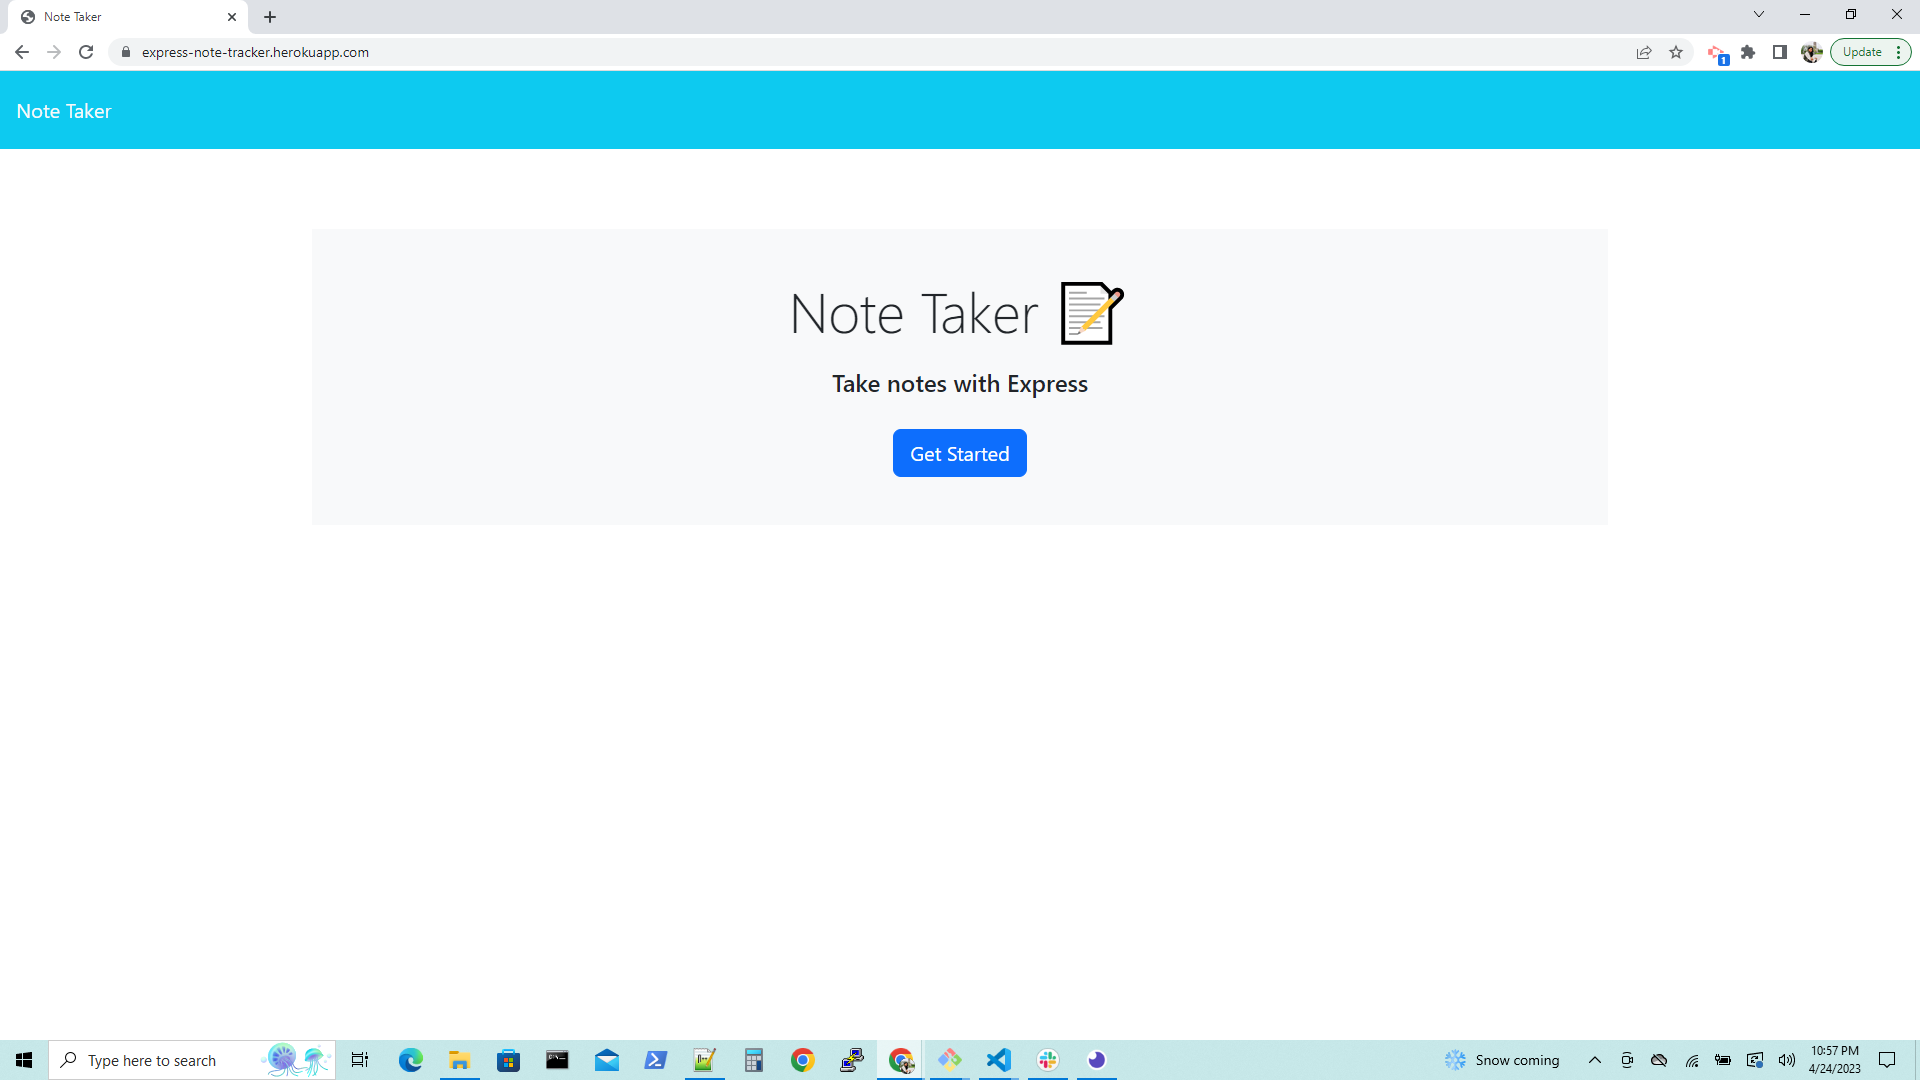 Note Taker
express-note-tracker.herokuapp.com
1
Update
Note Taker
Note Taker
Take notes with Express
Get Started
Type here to search
Snow coming
10:57 PM
4/24/2023